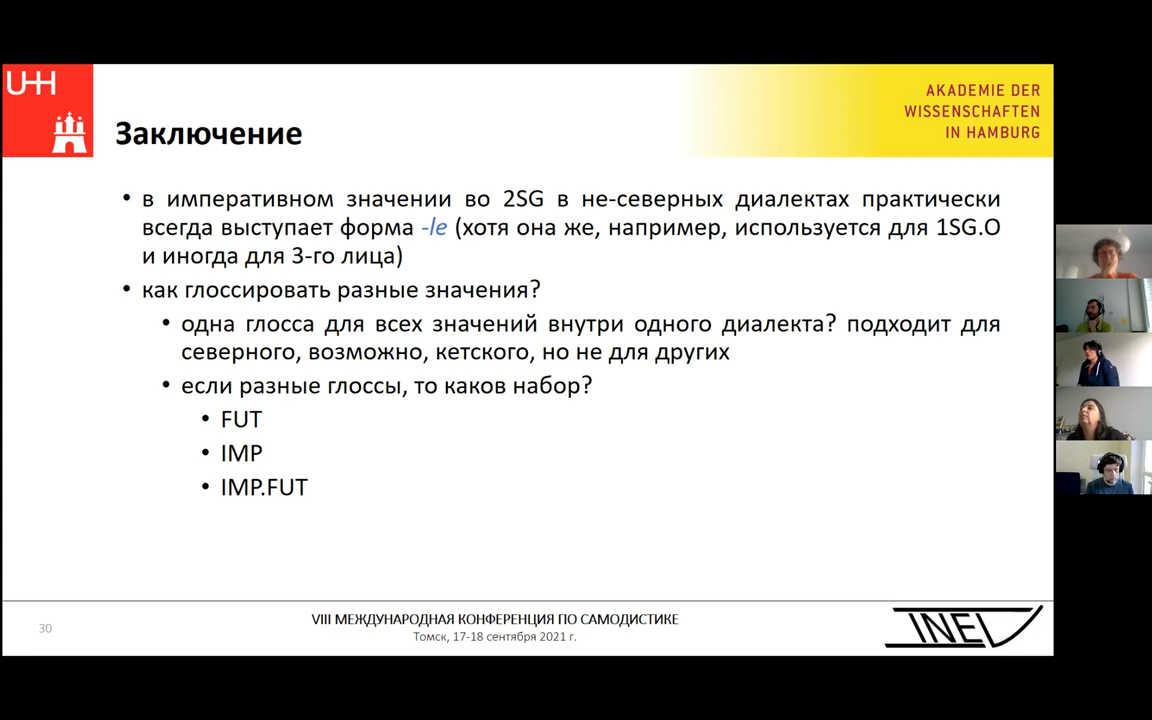 UHH
AKADEMIE DER
WISSENSCHAFTEN
IN HAMBURG
Заключение
• в императивном значении во 2SG в не-северных диалектах практически
всегда выступает форма -le (хотя она же, например, используется для 1SG.O
и иногда для 3-го лица)
• как глоссировать разные значения?
• одна глосса для всех значений внутри одного диалекта? подходит для
северного, возможно, кетского, но не для других
• если разные глоссы, то каков набор?
• FUT
• IMP
• IMP.FUT
30
VIII МЕЖДУНАРОДНАЯ КОНФЕРЕНЦИЯ ПО САМОДИСТИКЕ
Томск, 17-18 сентября 2021 г.
INEL